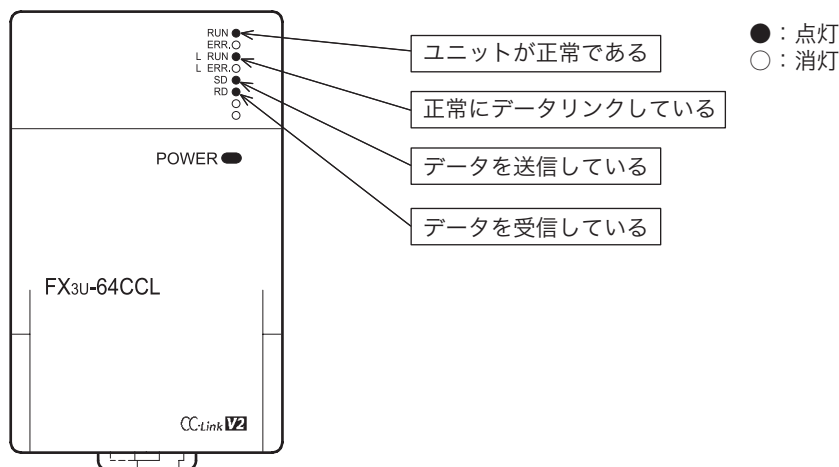 RUN
ERR.
L RUN
L ERR.
SD
RD
POWER
FX3U-64CCL
CC-Link V2
ユニットが正常である
正常にデータリンクしている
データを送信している
データを受信している
●：点灯
○：消灯